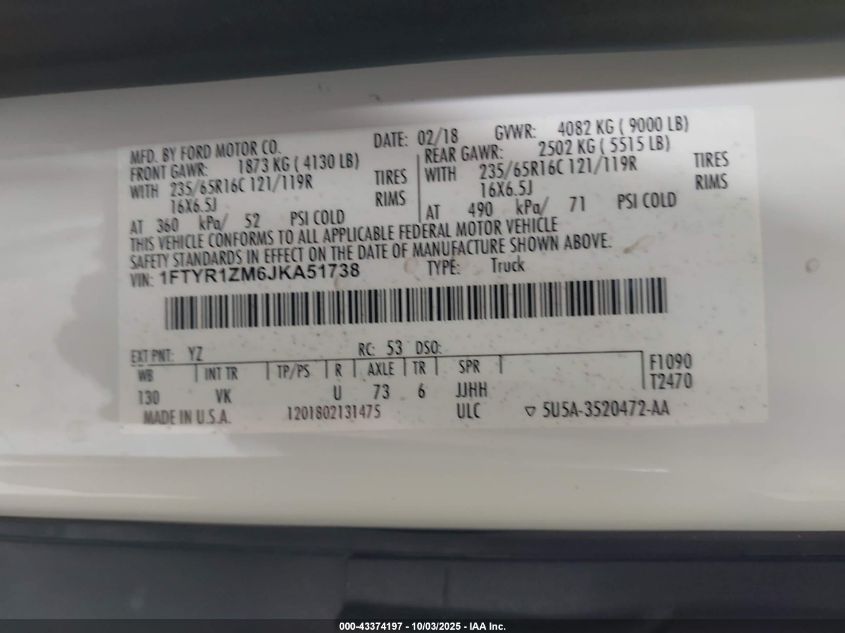 MFD. BY FORD MOTOR CO. DATE: 02/18 GVWR: 4082 KG ( 9000 LB)
FRONT GAWR: 1873 KG ( 4130 LB) REAR GAWR: 2502 KG ( 5515 LB)
WITH 235/65R16C 121/119R TIRES WITH 235/65R16C 121/119R TIRES
16X6.5J RIMS 16X6.5J RIMS
AT 360 kPa/ 52 PSI COLD AT 490 kPa/ 71 PSI COLD
THIS VEHICLE CONFORMS TO ALL APPLICABLE FEDERAL MOTOR VEHICLE
SAFETY STANDARDS IN EFFECT ON THE DATE OF MANUFACTURE SHOWN ABOVE.
VIN: 1FTYR1ZM6JKA51738 TYPE: Truck
EXT PNT: YZ RC: 53 DSO:
WB INT TR TP/PS R AXLE TR SPR F1090
130 VK U 73 6 JJHH T2470
MADE IN U.S.A. 1201802131475 ULC 5U5A-3520472-AA
000-43374197 - 10/03/2025 - IAA Inc.